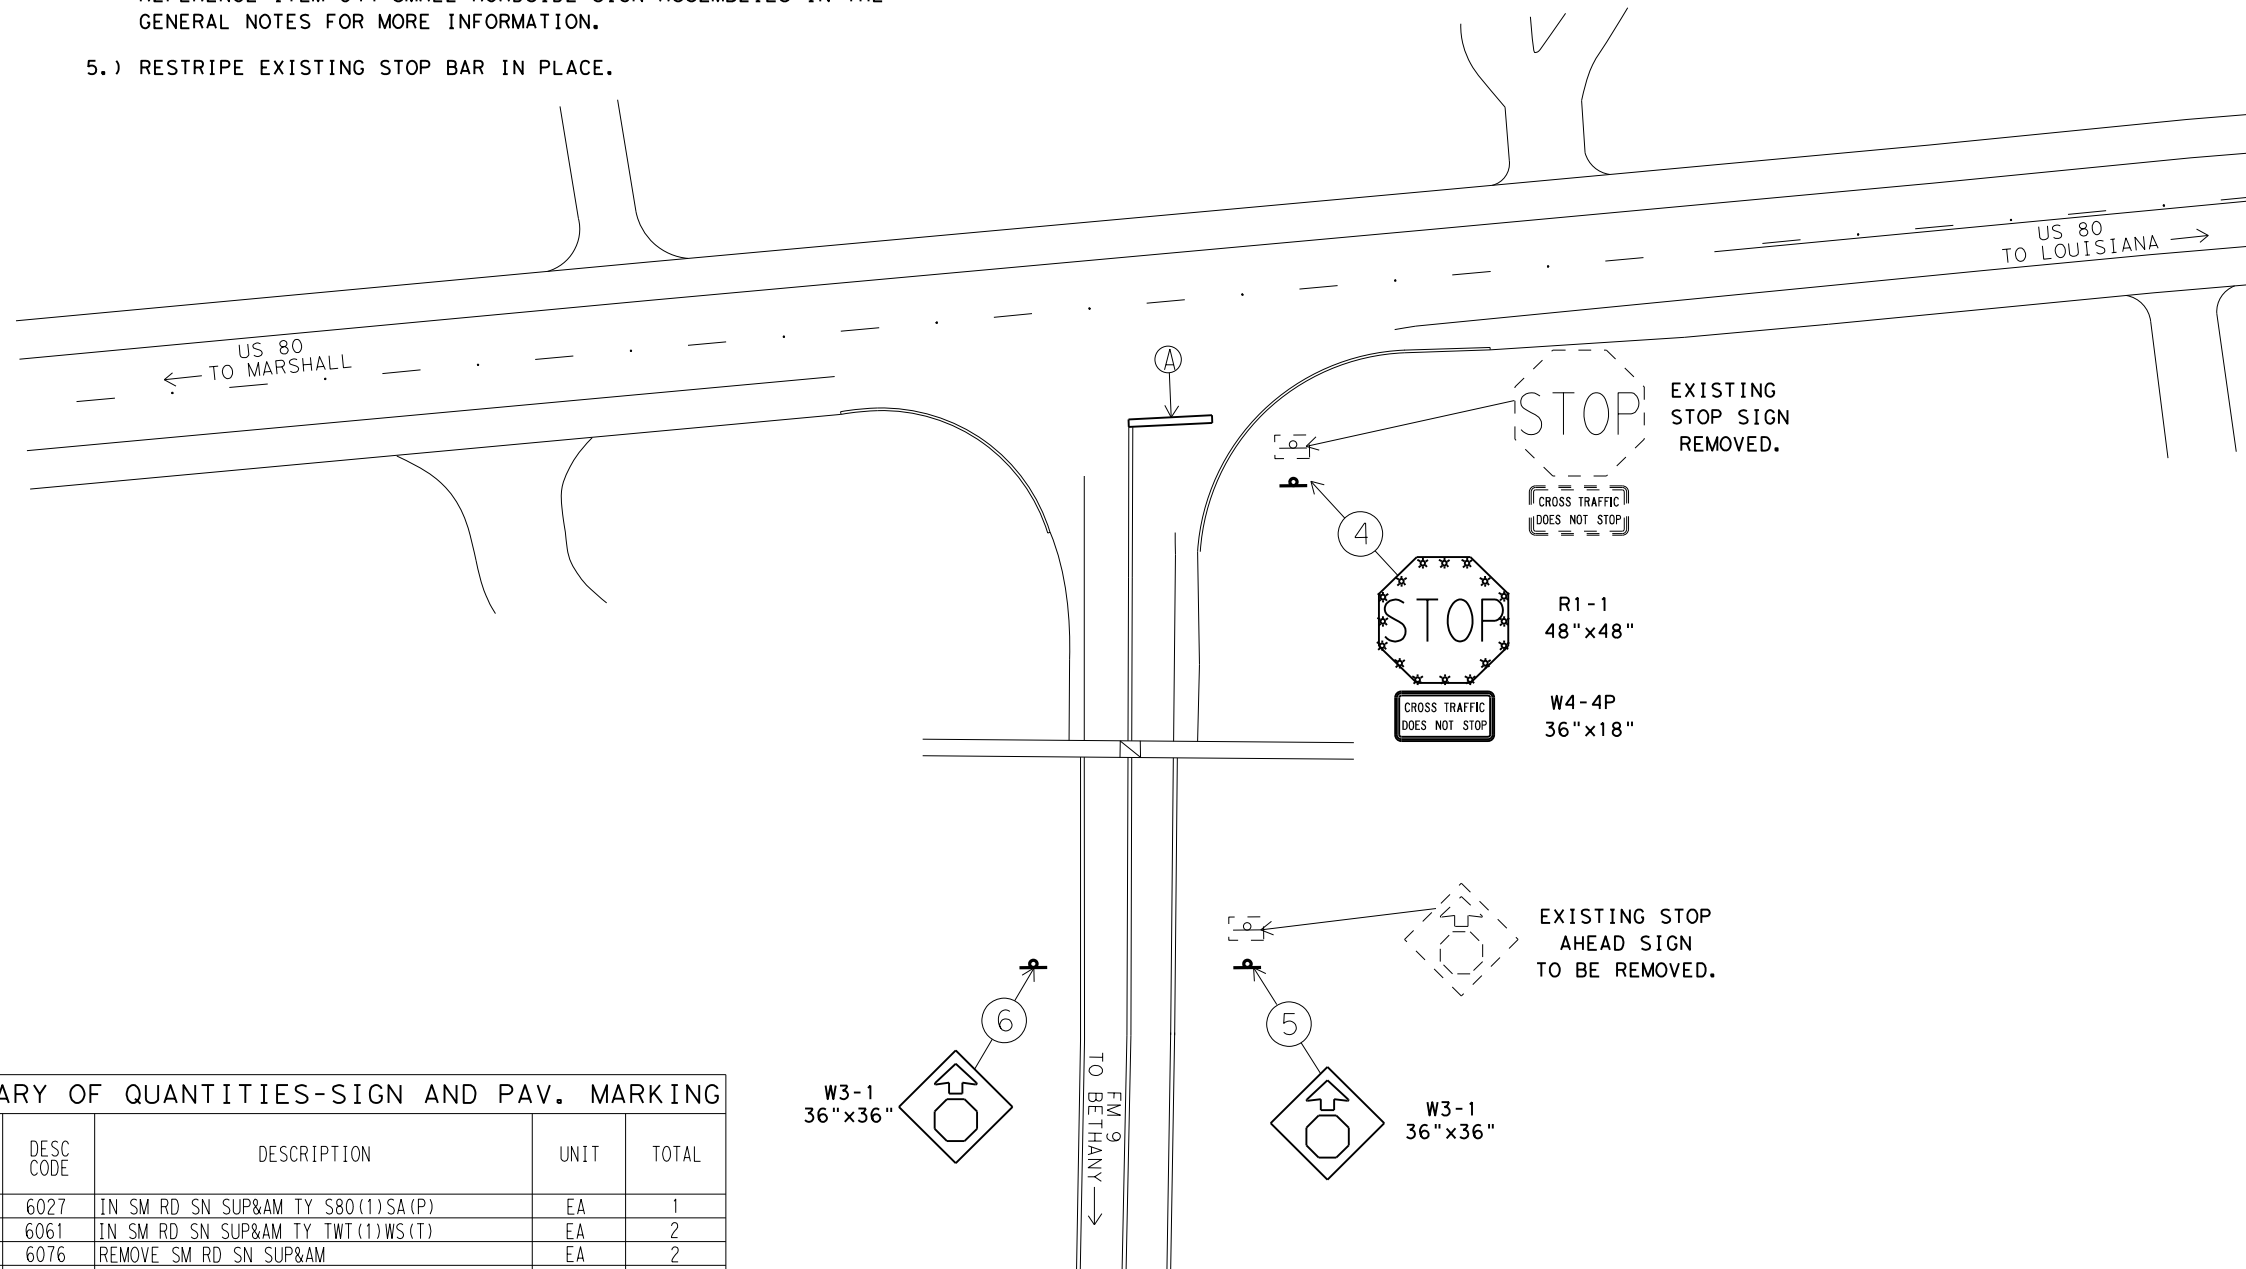 GENERAL NOTES FOR MORE INFORMATION.
5.) RESTRIPE EXISTING STOP BAR IN PLACE.
US 80
TO LOUISIANA
US 80
TO MARSHALL
A
STOP
EXISTING
STOP SIGN
REMOVED.
CROSS TRAFFIC
DOES NOT STOP
4
STOP
R1-1
48"x48"
CROSS TRAFFIC
DOES NOT STOP
W4-4P
36"x18"
EXISTING STOP
AHEAD SIGN
TO BE REMOVED.
6
5
W3-1
36"x36"
W3-1
36"x36"
FM 9
TO BETHANY
ARY OF QUANTITIES-SIGN AND PAV. MARKING
DESC
CODE
DESCRIPTION
UNIT
TOTAL
6027 IN SM RD SN SUP&AM TY S80(1)SA(P) EA 1
6061 IN SM RD SN SUP&AM TY TWT(1)WS(T) EA 2
6076 REMOVE SM RD SN SUP&AM EA 2